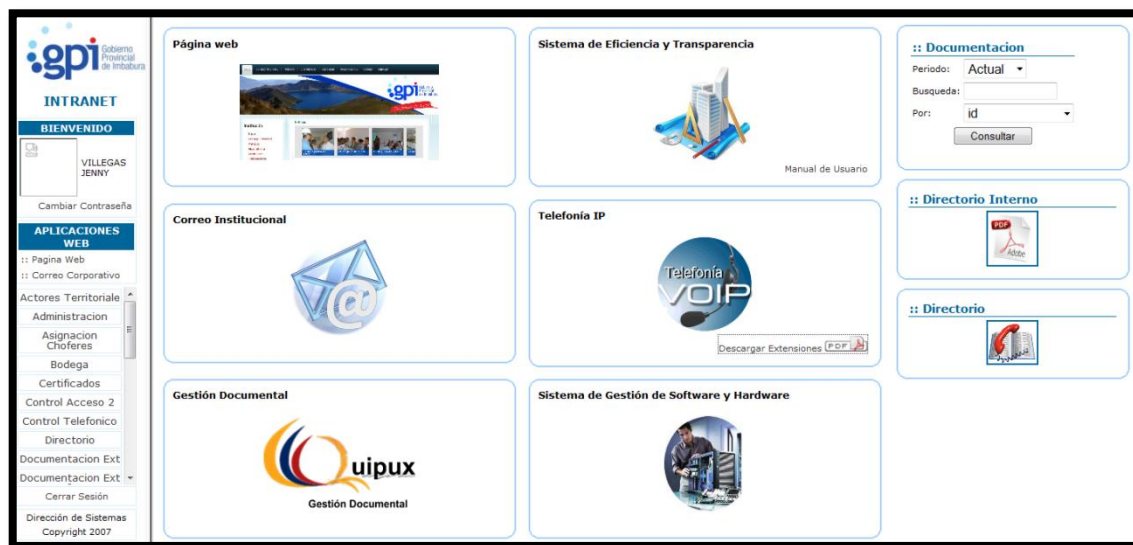 gpi
Gobierno
Provincial
de Imbabura
INTRANET
BIENVENIDO
VILLEGAS
JENNY
Cambiar Contraseña
APLICACIONES
WEB
:: Pagina Web
:: Correo Corporativo
Actores Territoriale
Administracion
Asignacion
Choferes
Bodega
Certificados
Control Acceso 2
Control Telefonico
Directorio
Documentacion Ext
Documentacion Ext
Cerrar Sesión
Dirección de Sistemas
Copyright 2007
Página web
gpi
Sistema de Eficiencia y Transparencia
Manual de Usuario
Correo Institucional
@
Telefonía IP
Telefonía
VOIP
Descargar Extensiones PDF
Gestión Documental
Quipux
Gestión Documental
Sistema de Gestión de Software y Hardware
:: Documentacion
Periodo: Actual
Busqueda:
Por: id
Consultar
:: Directorio Interno
PDF
Adobe
:: Directorio